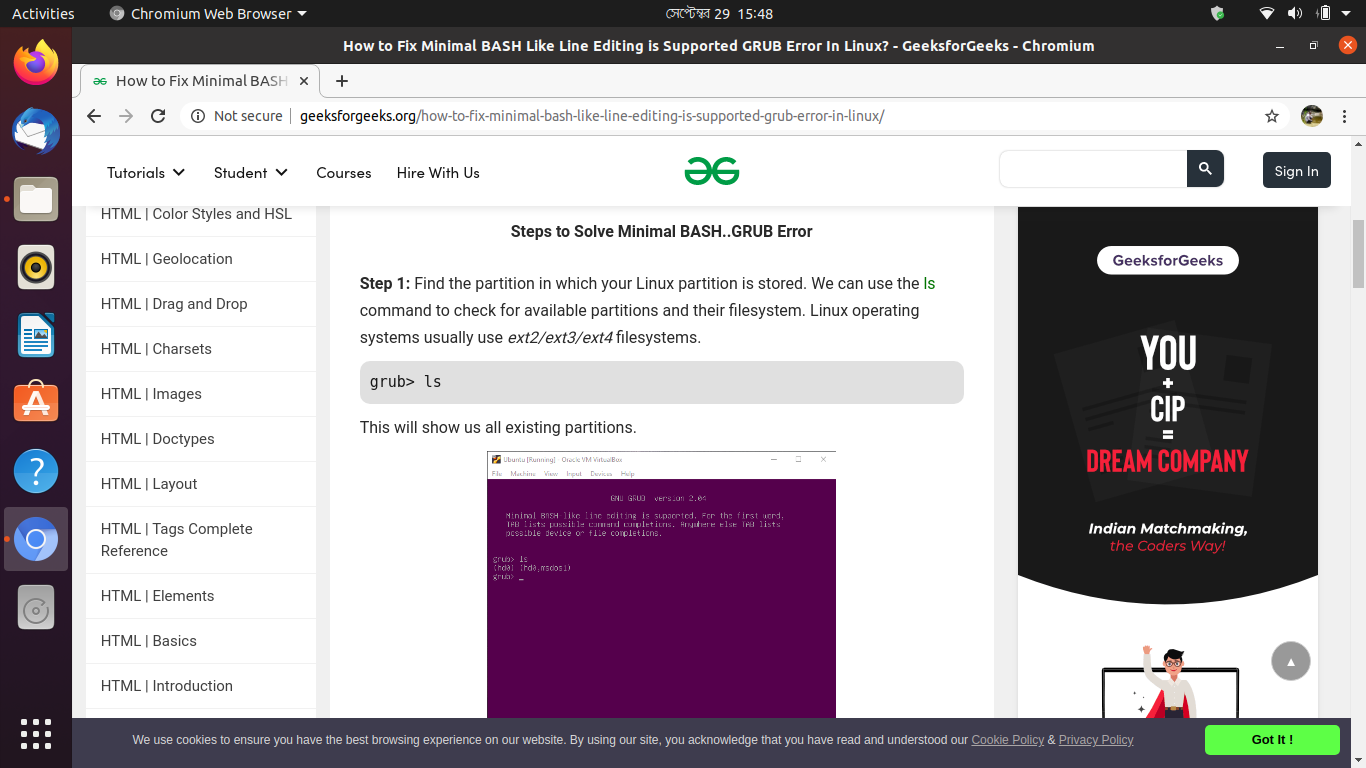 Activities
Chromium Web Browser
সেপ্টেম্বর 29 15:48
How to Fix Minimal BASH Like Line Editing is Supported GRUB Error In Linux? - GeeksforGeeks - Chromium
How to Fix Minimal BASH
Not secure
geeksforgeeks.org/how-to-fix-minimal-bash-like-line-editing-is-supported-grub-error-in-linux/
Tutorials
Student
Courses
Hire With Us
Sign In
HTML | Color Styles and HSL
HTML | Geolocation
HTML | Drag and Drop
HTML | Charsets
HTML | Images
HTML | Doctypes
HTML | Layout
HTML | Tags Complete
Reference
HTML | Elements
HTML | Basics
HTML | Introduction
Steps to Solve Minimal BASH..GRUB Error
Step 1: Find the partition in which your Linux partition is stored. We can use the ls
command to check for available partitions and their filesystem. Linux operating
systems usually use ext2/ext3/ext4 filesystems.
grub> ls
This will show us all existing partitions.
Ubuntu [Running] - Oracle VM VirtualBox
File Machine View Input Devices Help
GNU GRUB version 2.04
Minimal BASH-like line editing is supported. For the first word,
TAB lists possible command completions. Anywhere else TAB lists
possible device or file completions.
grub> ls
(hd0) (hd0,msdos1)
grub> _
GeeksforGeeks
YOU
+
CIP
=
DREAM COMPANY
Indian Matchmaking,
the Coders Way!
We use cookies to ensure you have the best browsing experience on our website. By using our site, you acknowledge that you have read and understood our Cookie Policy & Privacy Policy
Got It !